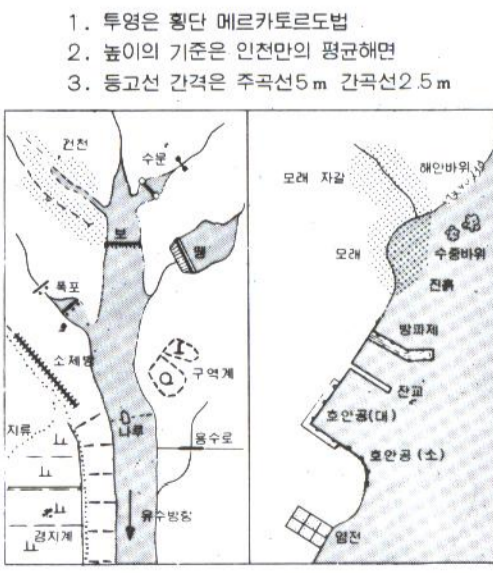 1. 투영은 횡단 메르카토르도법
2. 높이의 기준은 인천만의 평균해면
3. 등고선 간격은 주곡선5m 간곡선2.5m
건천
수문
보
땜
폭포
소제방
구역계
지류
나루
용수로
유수방향
경지계
해안바위
모래 자갈
수중바위
모래
진흙
방파제
잔교
호안공(대)
호안공(소)
염전